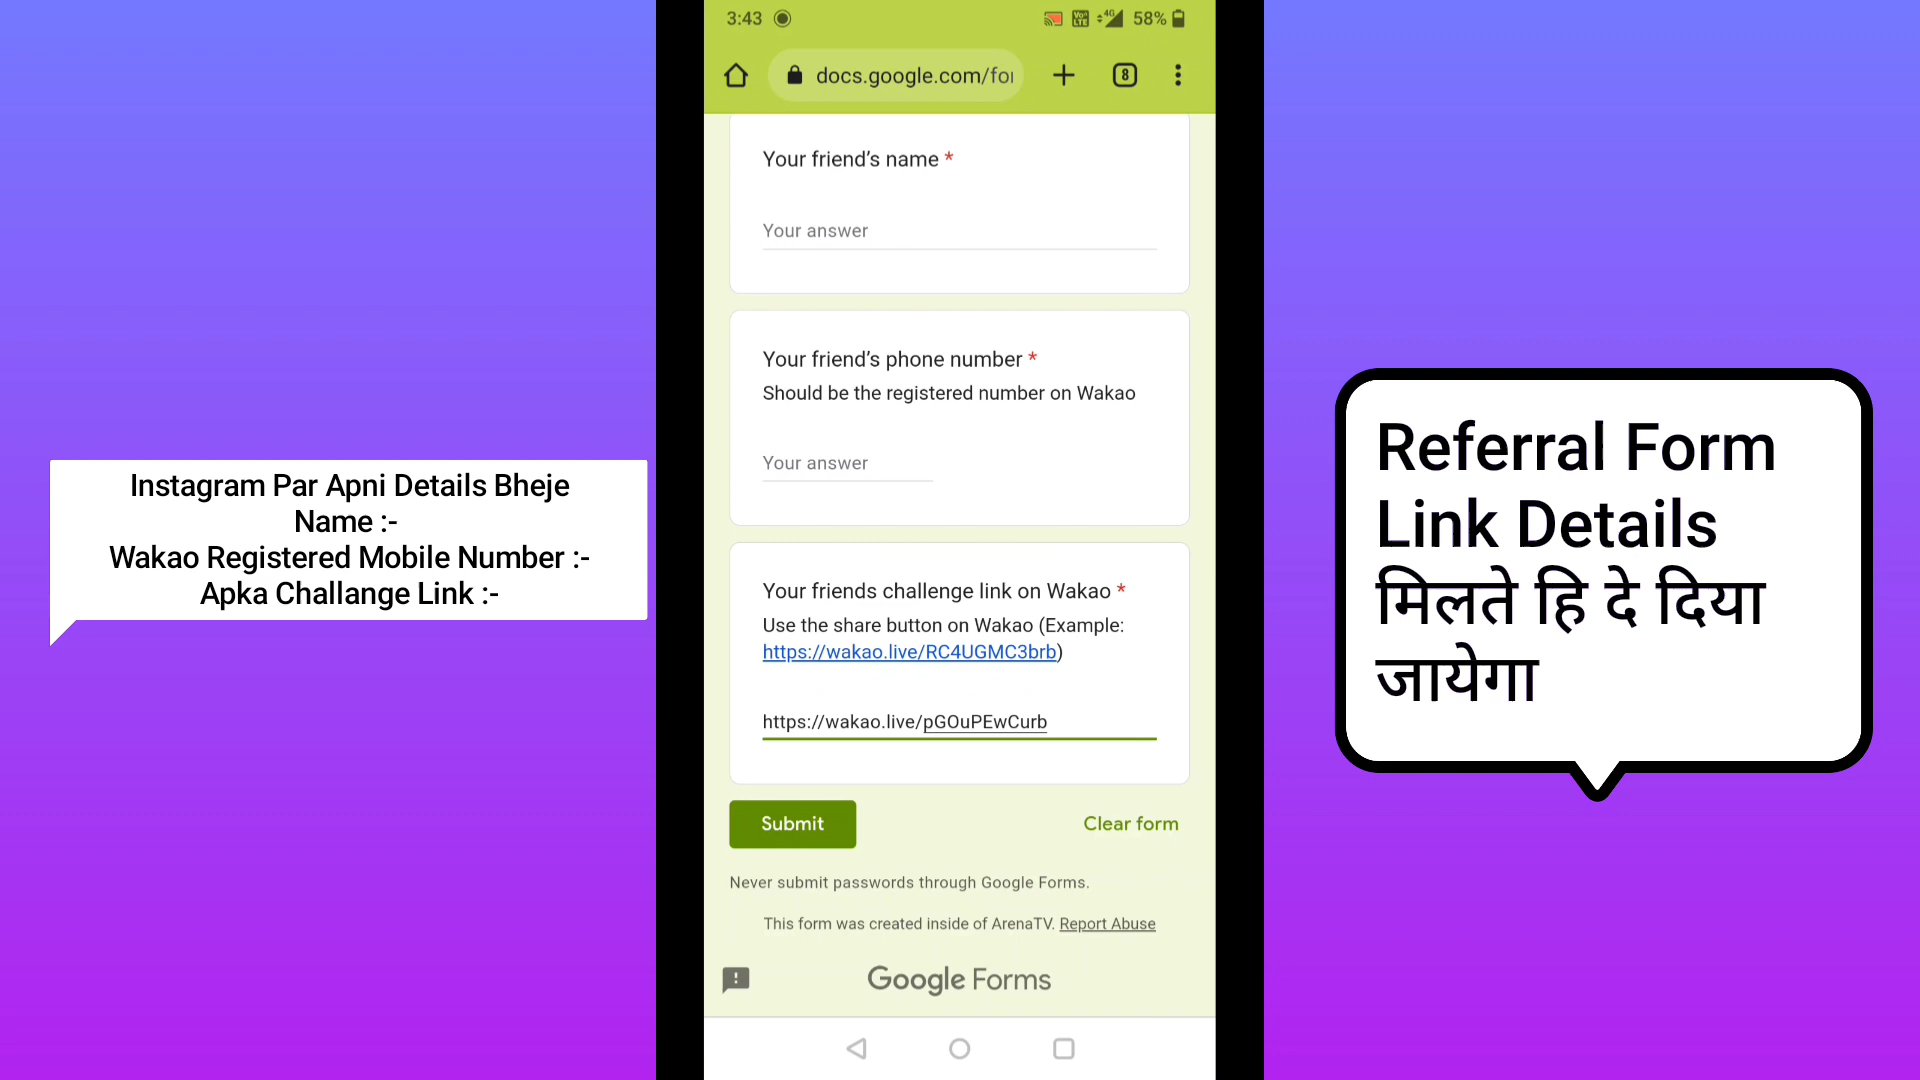 Instagram Par Apni Details Bheje
Name :-
Wakao Registered Mobile Number :-
Apka Challange Link :-
3:43
Vo LTE
4G
58%
docs.google.com/for
8
Your friend's name *
Your answer
Your friend's phone number *
Should be the registered number on Wakao
Your answer
Your friends challenge link on Wakao *
Use the share button on Wakao (Example:
https://wakao.live/RC4UGMC3brb)
https://wakao.live/pGOuPEwCurb
Submit
Clear form
Never submit passwords through Google Forms.
This form was created inside of ArenaTV. Report Abuse
Google Forms
Referral Form
Link Details
मिलते हि दे दिया
जायेगा